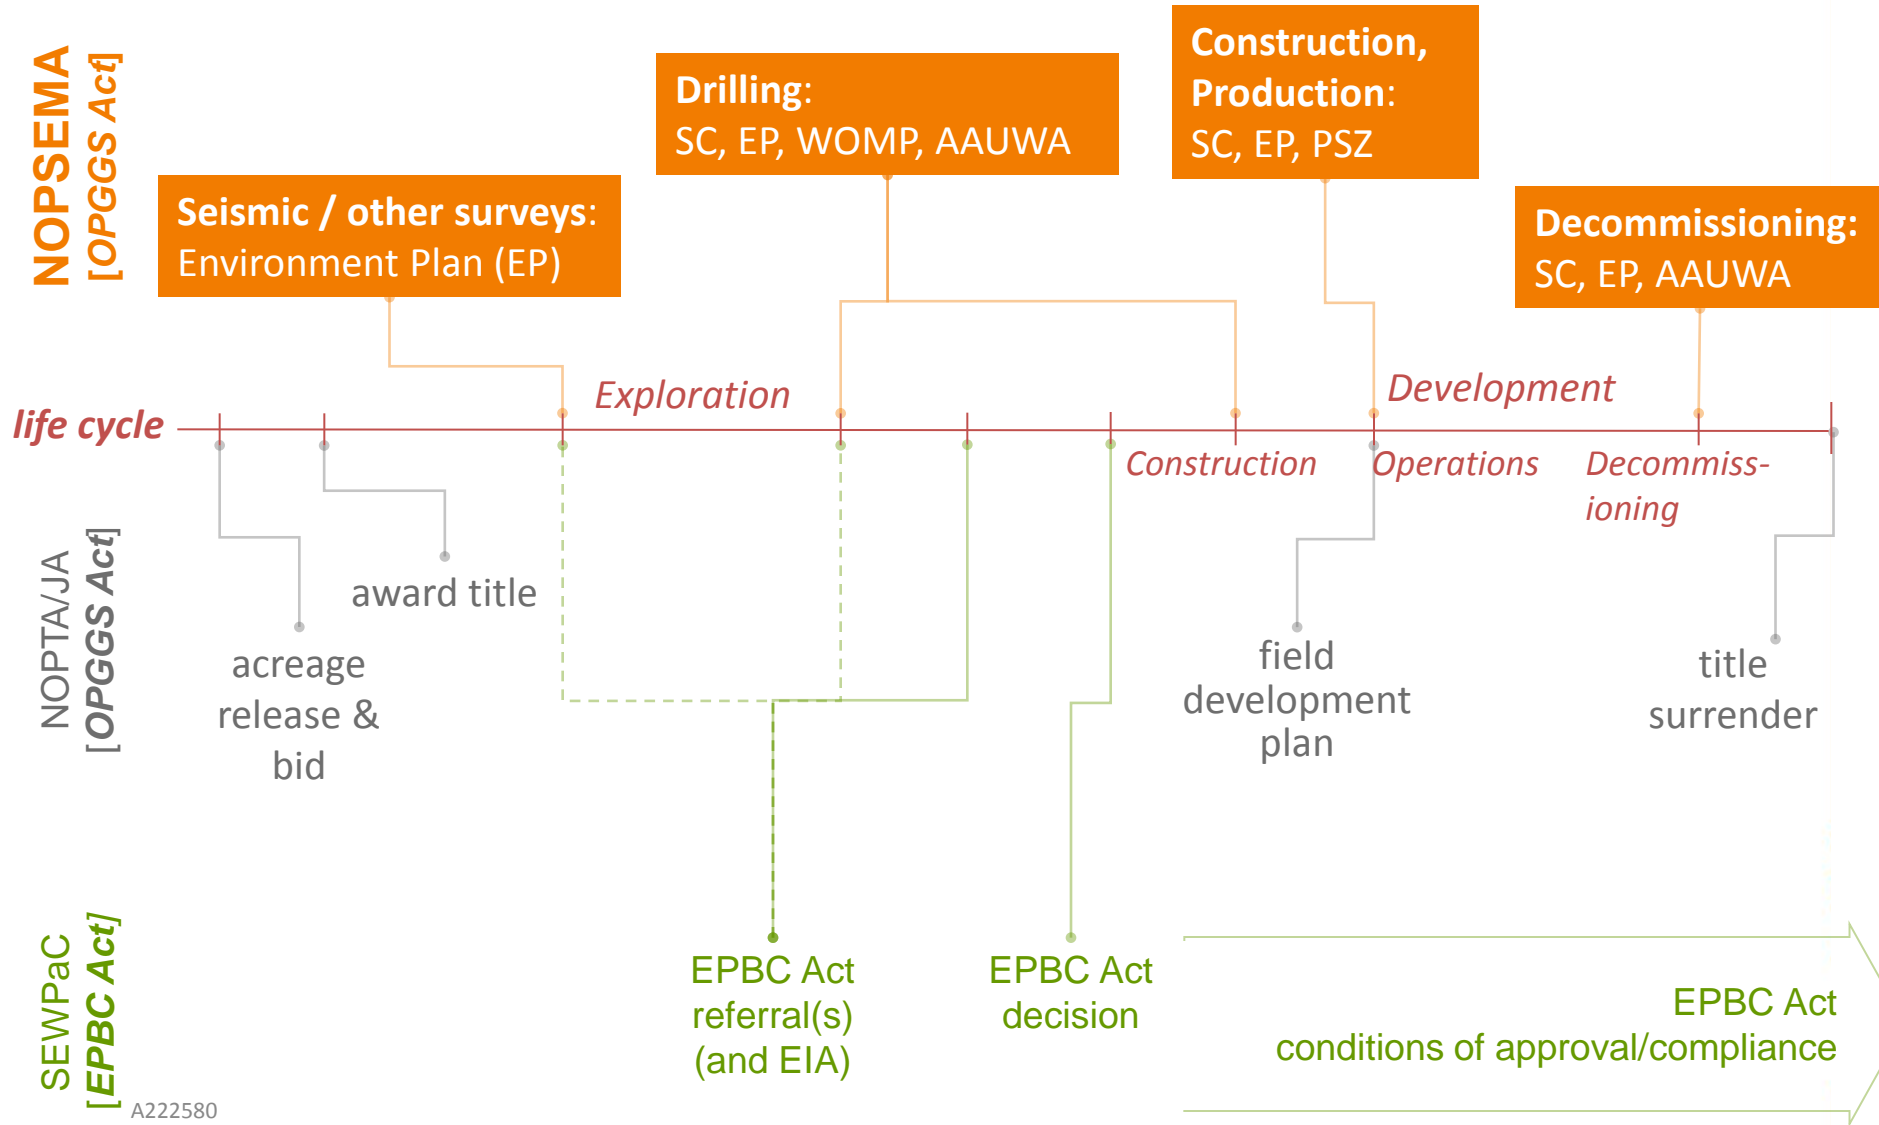 NOPSEMA
[OPGGS Act]
Seismic / other surveys:
Environment Plan (EP)
Drilling:
SC, EP, WOMP, AAUWA
Construction,
Production:
SC, EP, PSZ
Decommissioning:
SC, EP, AAUWA
life cycle
Exploration
Development
Construction
Operations
Decommiss-
ioning
NOPTA/JA
[OPGGS Act]
acreage
release &
bid
award title
field
development
plan
title
surrender
SEWPaC
[EPBC Act]
EPBC Act
referral(s)
(and EIA)
EPBC Act
decision
EPBC Act
conditions of approval/compliance
A222580